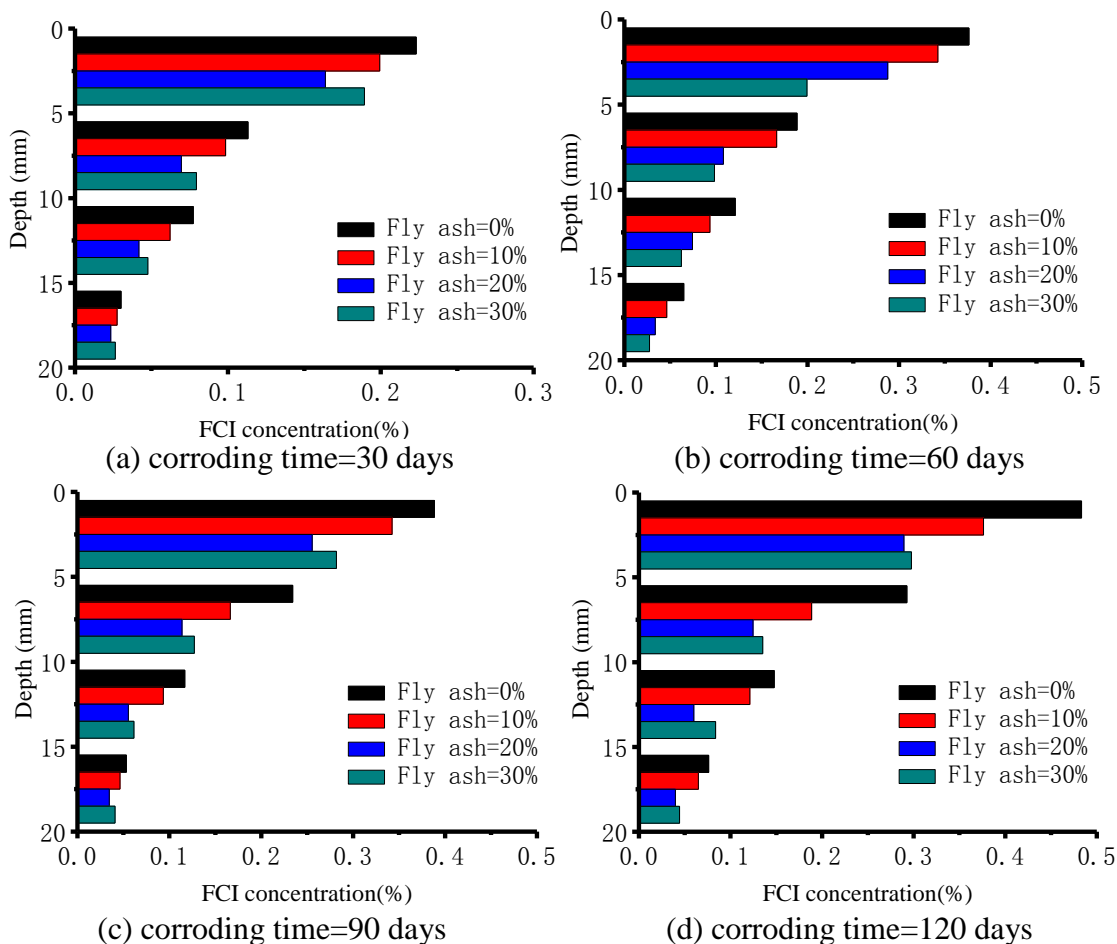 0
5
10
15
20
Depth (mm)
Fly ash=0%
Fly ash=10%
Fly ash=20%
Fly ash=30%
0.0 0.1 0.2 0.3
FCI concentration(%)
(a) corroding time=30 days
0
5
10
15
20
Depth (mm)
Fly ash=0%
Fly ash=10%
Fly ash=20%
Fly ash=30%
0.0 0.1 0.2 0.3 0.4 0.5
FCI concentration(%)
(b) corroding time=60 days
0
5
10
15
20
Depth (mm)
Fly ash=0%
Fly ash=10%
Fly ash=20%
Fly ash=30%
0.0 0.1 0.2 0.3 0.4 0.5
FCI concentration(%)
(c) corroding time=90 days
0
5
10
15
20
Depth (mm)
Fly ash=0%
Fly ash=10%
Fly ash=20%
Fly ash=30%
0.0 0.1 0.2 0.3 0.4 0.5
FCI concentration(%)
(d) corroding time=120 days